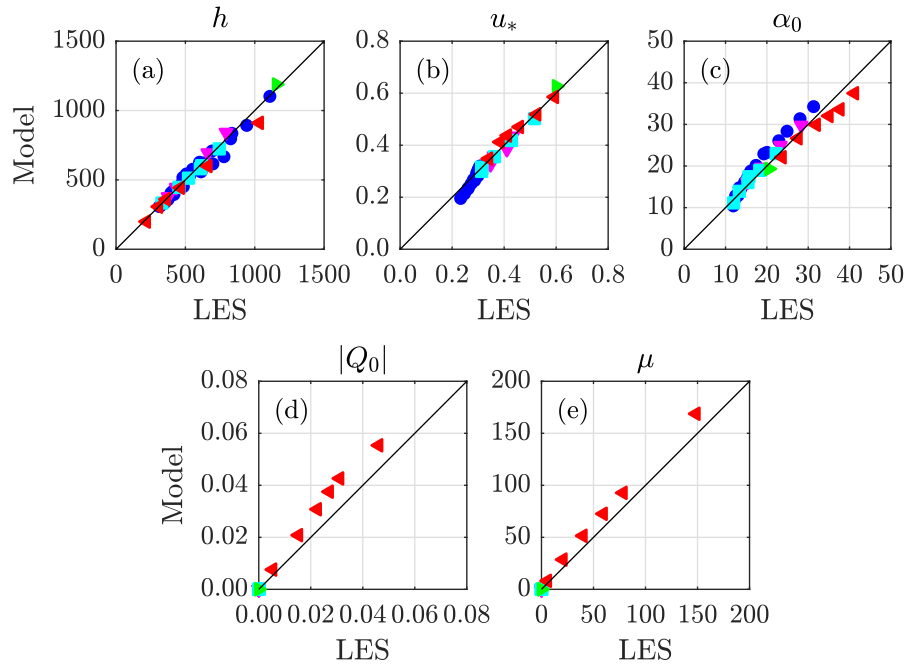 h u* α0
1500 0.8 50
(a) (b) (c)
Model
1000 0.6 40
30
0.4
500 20
0.2 10
0 0.0 0
0 500 1000 1500 0.0 0.2 0.4 0.6 0.8 0 10 20 30 40 50
LES LES LES
|Q0| μ
0.08 200
(d) (e)
Model
0.06 150
0.04 100
0.02 50
0.00 0
0.00 0.02 0.04 0.06 0.08 0 50 100 150 200
LES LES